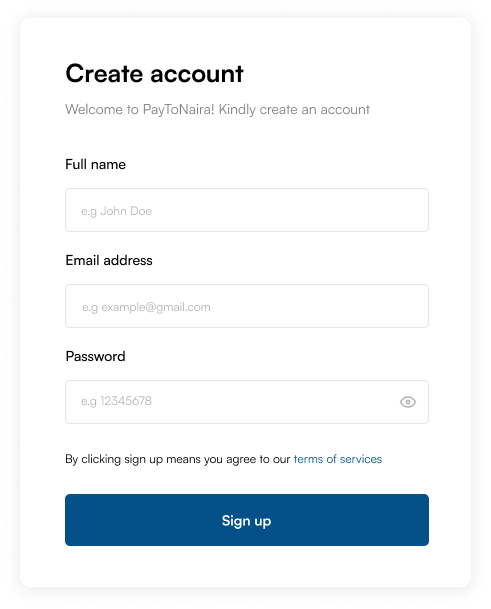 Create account
Welcome to PayToNaira! Kindly create an account
Full name
e.g John Doe
Email address
e.g example@gmail.com
Password
e.g 12345678
By clicking sign up means you agree to our terms of services
Sign up